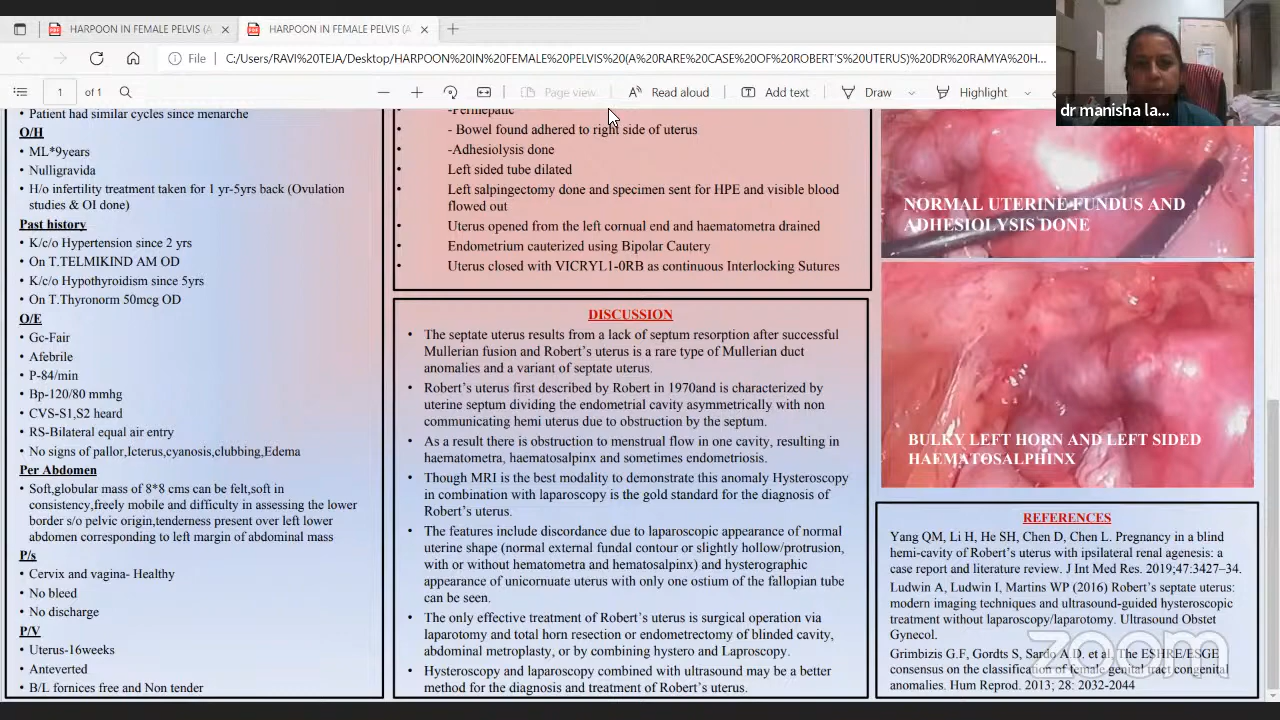 HARPOON IN FEMALE PELVIS (A
HARPOON IN FEMALE PELVIS (A
File
C:/Users/RAVI%20TEJA/Desktop/HARPOON%20IN%20FEMALE%20PELVIS%20(A%20RARE%20CASE%20OF%20ROBERT'S%20UTERUS)%20DR%20RAMYA%20H...
1 of 1
Page view
Read aloud
Add text
Draw
Highlight
dr manisha la...
Patient had similar cycles since menarche
O/H
ML*9years
Nulligravida
H/o infertility treatment taken for 1 yr-5yrs back (Ovulation
studies & OI done)
Past history
K/c/o Hypertension since 2 yrs
On T.TELMIKIND AM OD
K/c/o Hypothyroidism since 5yrs
On T.Thyronorm 50mcg OD
O/E
Gc-Fair
Afebrile
P-84/min
Bp-120/80 mmhg
CVS-S1,S2 heard
RS-Bilateral equal air entry
No signs of pallor,Icterus,cyanosis,clubbing,Edema
Per Abdomen
Soft,globular mass of 8*8 cms can be felt,soft in
consistency,freely mobile and difficulty in assessing the lower
border s/o pelvic origin,tenderness present over left lower
abdomen corresponding to left margin of abdominal mass
P/s
Cervix and vagina- Healthy
No bleed
No discharge
P/V
Uterus-16weeks
Anteverted
B/L fornices free and Non tender
-Perihepatic
- Bowel found adhered to right side of uterus
-Adhesiolysis done
Left sided tube dilated
Left salpingectomy done and specimen sent for HPE and visible blood
flowed out
Uterus opened from the left cornual end and haematometra drained
Endometrium cauterized using Bipolar Cautery
Uterus closed with VICRYL1-0RB as continuous Interlocking Sutures
DISCUSSION
The septate uterus results from a lack of septum resorption after successful
Mullerian fusion and Robert's uterus is a rare type of Mullerian duct
anomalies and a variant of septate uterus.
Robert's uterus first described by Robert in 1970and is characterized by
uterine septum dividing the endometrial cavity asymmetrically with non
communicating hemi uterus due to obstruction by the septum.
As a result there is obstruction to menstrual flow in one cavity, resulting in
haematometra, haematosalpinx and sometimes endometriosis.
Though MRI is the best modality to demonstrate this anomaly Hysteroscopy
in combination with laparoscopy is the gold standard for the diagnosis of
Robert's uterus.
The features include discordance due to laparoscopic appearance of normal
uterine shape (normal external fundal contour or slightly hollow/protrusion,
with or without hematometra and hematosalpinx) and hysterographic
appearance of unicornuate uterus with only one ostium of the fallopian tube
can be seen.
The only effective treatment of Robert's uterus is surgical operation via
laparotomy and total horn resection or endometrectomy of blinded cavity,
abdominal metroplasty, or by combining hystero and Laproscopy.
Hysteroscopy and laparoscopy combined with ultrasound may be a better
method for the diagnosis and treatment of Robert's uterus.
NORMAL UTERINE FUNDUS AND
ADHESIOLYSIS DONE
BULKY LEFT HORN AND LEFT SIDED
HAEMATOSALPHINX
REFERENCES
Yang QM, Li H, He SH, Chen D, Chen L. Pregnancy in a blind
hemi-cavity of Robert's uterus with ipsilateral renal agenesis: a
case report and literature review. J Int Med Res. 2019;47:3427–34.
Ludwin A, Ludwin I, Martins WP (2016) Robert's septate uterus:
modern imaging techniques and ultrasound-guided hysteroscopic
treatment without laparoscopy/laparotomy. Ultrasound Obstet
Gynecol.
Grimbizis G.F, Gordts S, Sardo A.D. et al. The ESHRE/ESGE
consensus on the classification of female genital tract congenital
anomalies. Hum Reprod. 2013; 28: 2032-2044
zoom